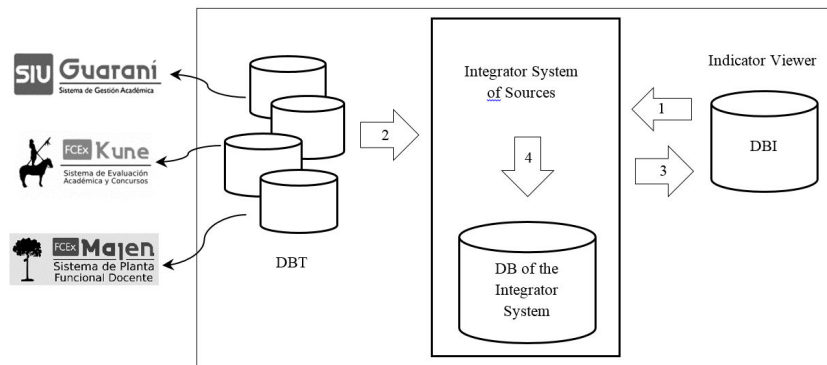 SIU Guaraní
Sistema de Gestión Académica
FCEx Kune
Sistema de Evaluación
Académica y Concursos
FCEx Majen
Sistema de Planta
Funcional Docente
DBT
2
Integrator System
of Sources
4
DB of the
Integrator
System
1
3
Indicator Viewer
DBI